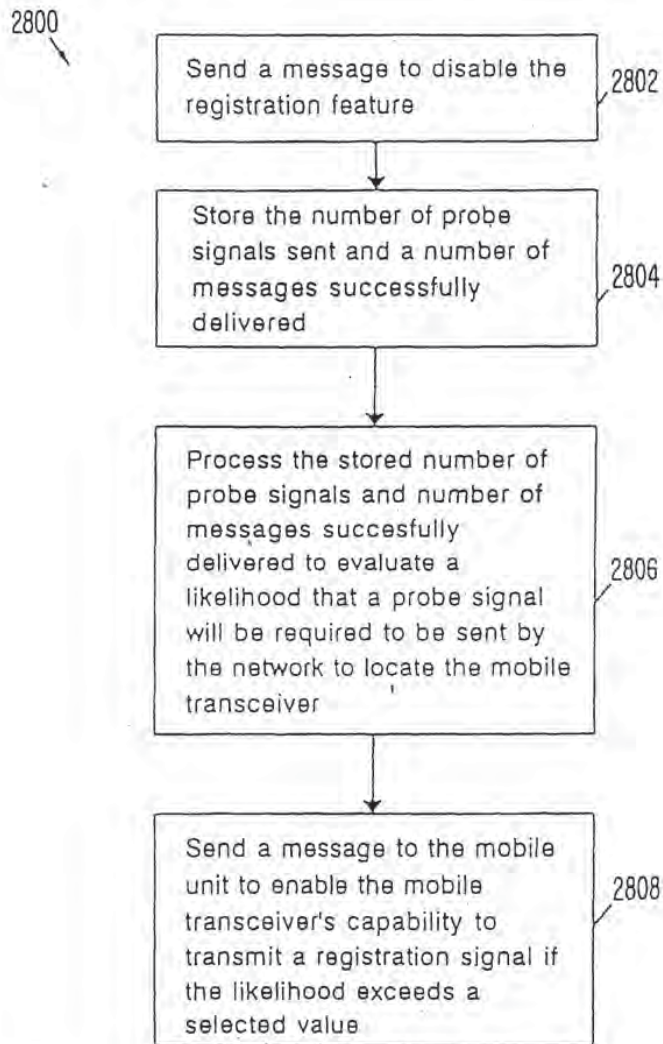 2800
Send a message to disable the
registration feature
2802
Store the number of probe
signals sent and a number of
messages successfully
delivered
2804
Process the stored number of
probe signals and number of
messages succesfully
delivered to evaluate a
likelihood that a probe signal
will be required to be sent by
the network to locate the mobile
transceiver
2806
Send a message to the mobile
unit to enable the mobile
transceiver's capability to
transmit a registration signal if
the likelihood exceeds a
selected value
2808